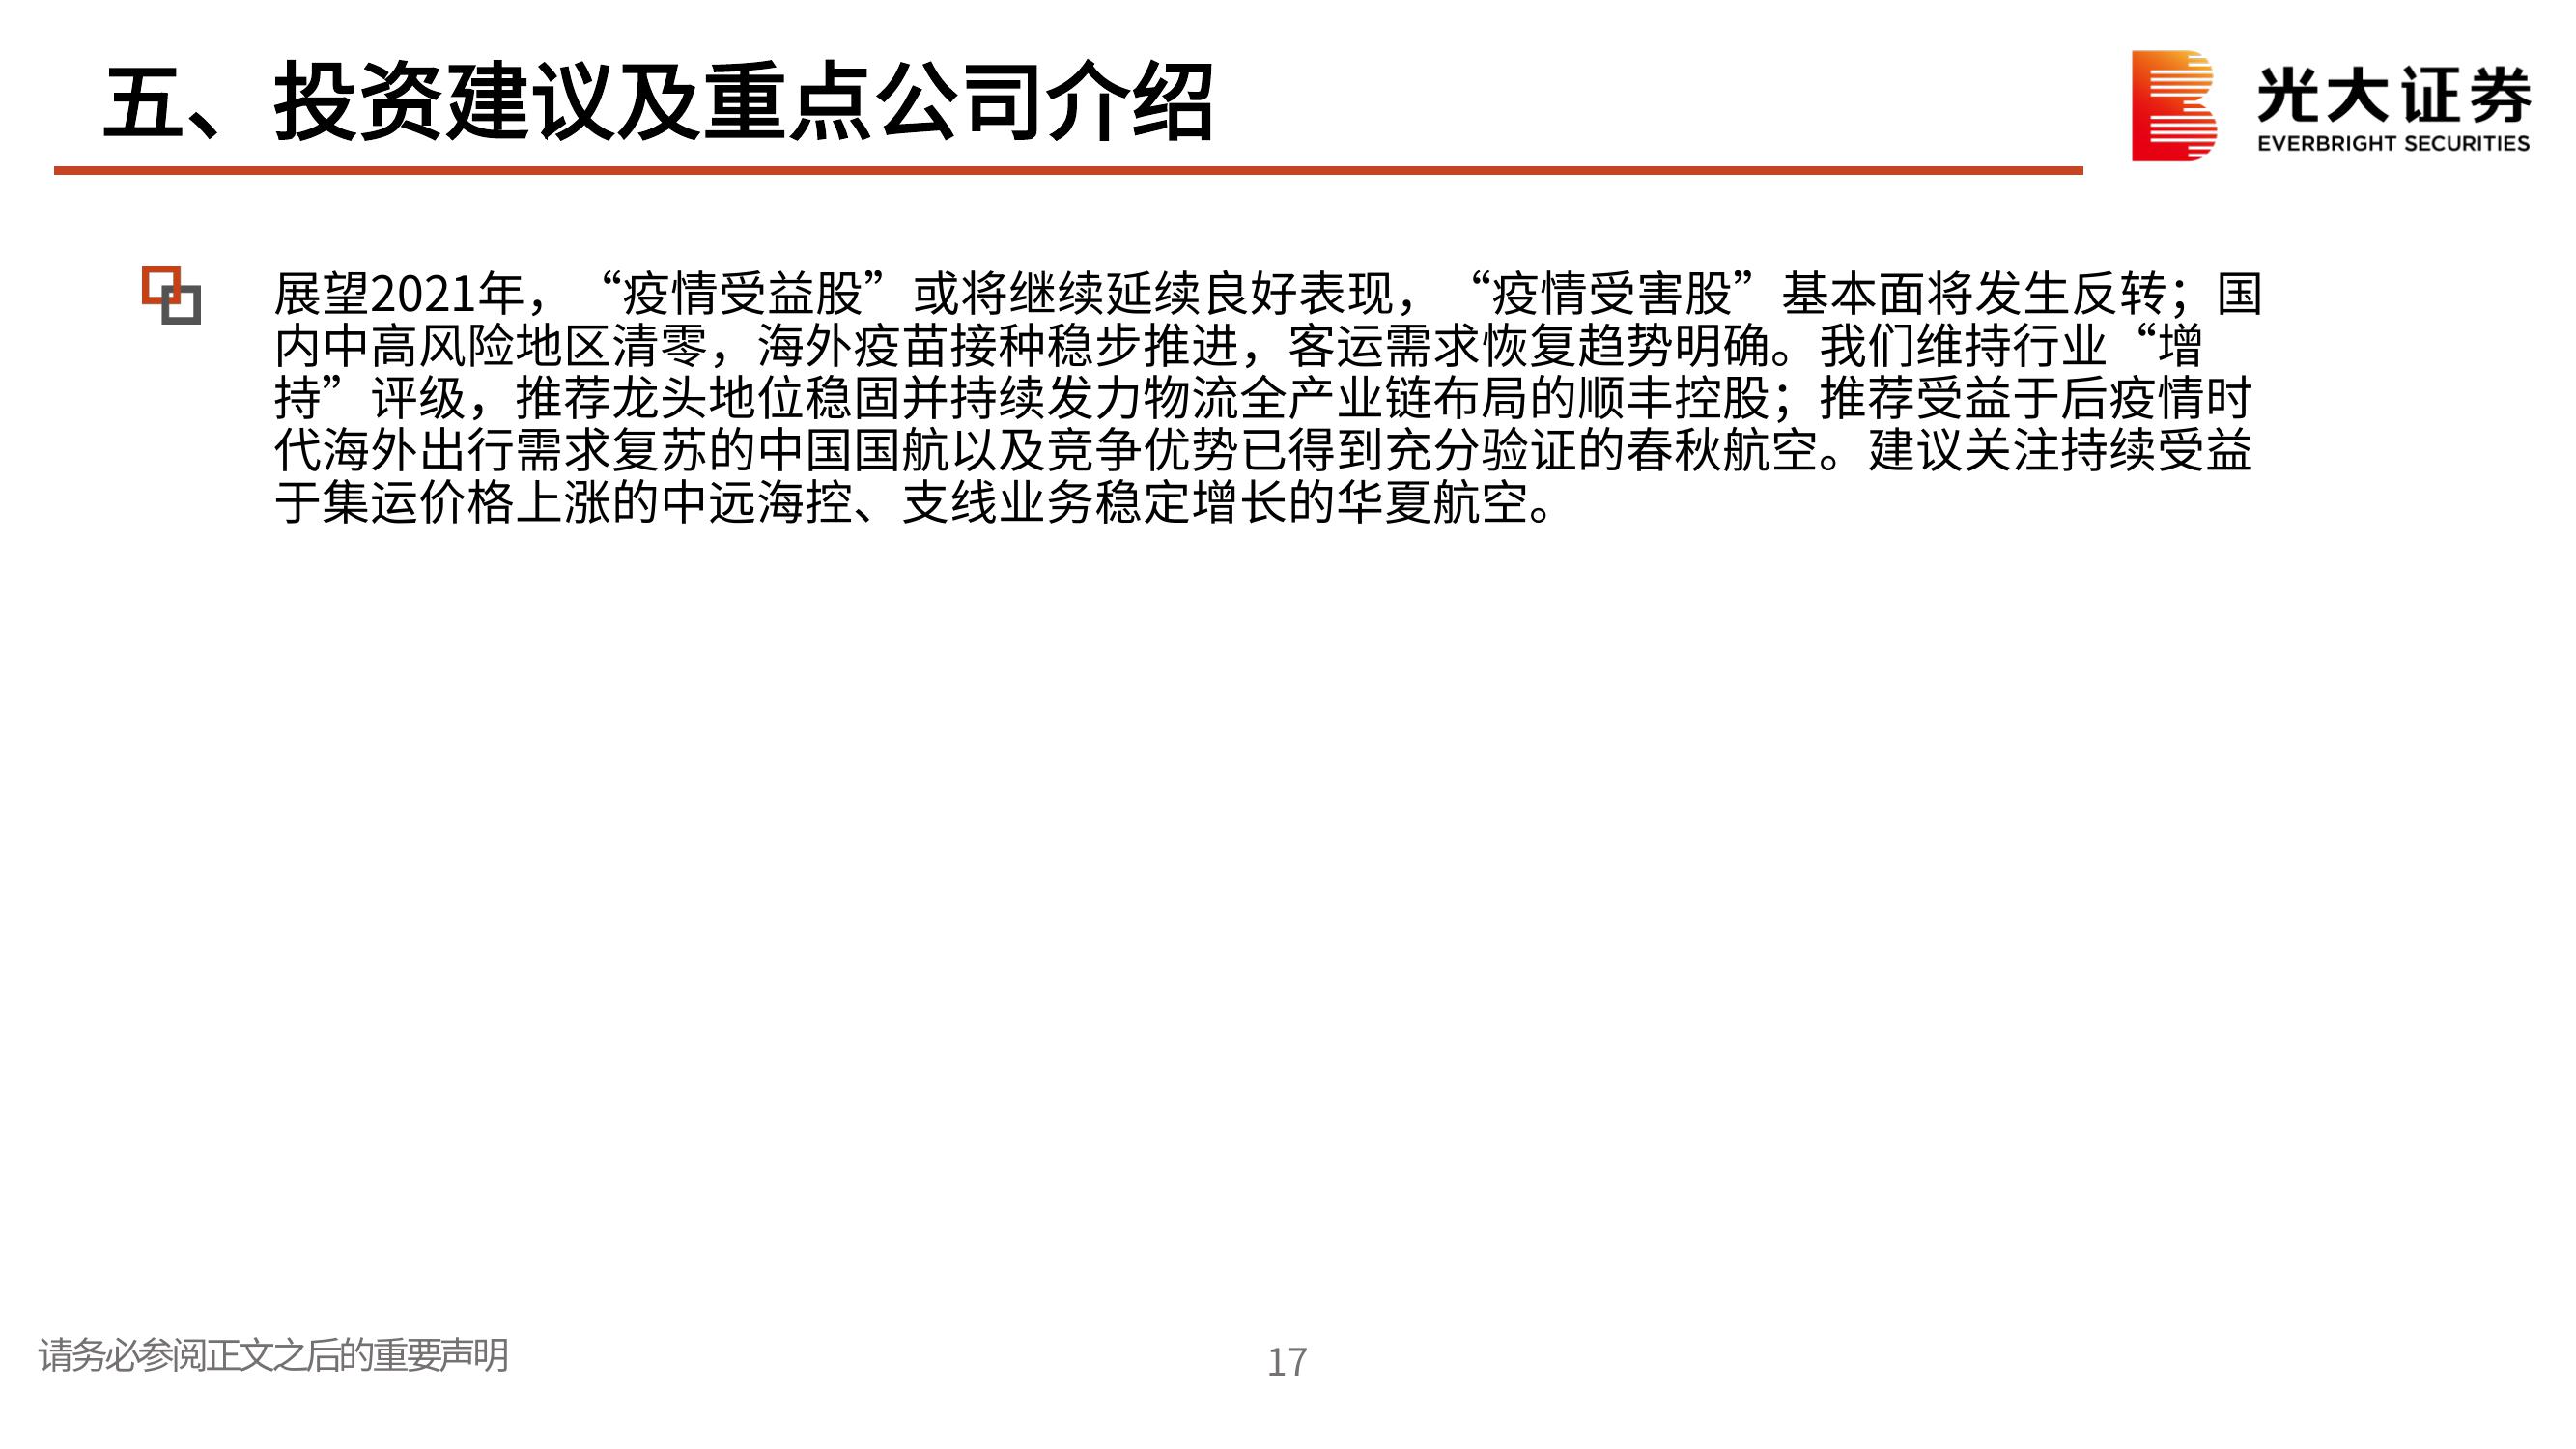 五、投资建议及重点公司介绍
光大证券
EVERBRIGHT SECURITIES
展望2021年，“疫情受益股”或将继续延续良好表现，“疫情受害股”基本面将发生反转；国
内中高风险地区清零，海外疫苗接种稳步推进，客运需求恢复趋势明确。我们维持行业“增
持”评级，推荐龙头地位稳固并持续发力物流全产业链布局的顺丰控股；推荐受益于后疫情时
代海外出行需求复苏的中国国航以及竞争优势已得到充分验证的春秋航空。建议关注持续受益
于集运价格上涨的中远海控、支线业务稳定增长的华夏航空。
请务必参阅正文之后的重要声明
17